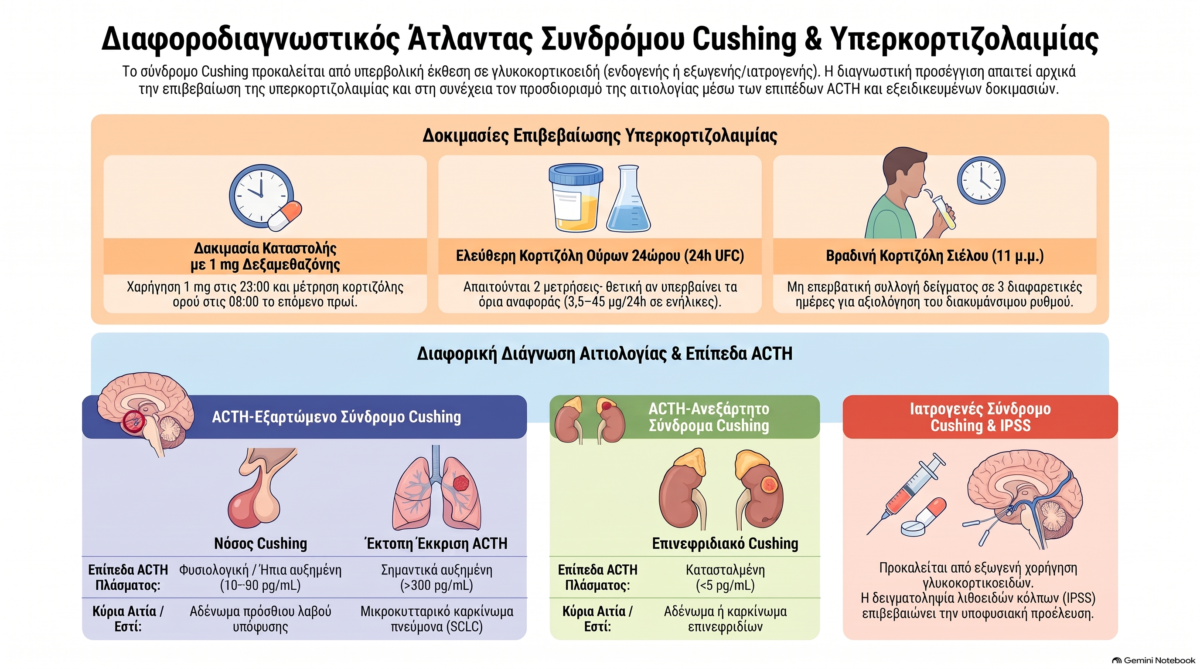 Διαφοροδιαγνωστικός Άτλαντας Συνδρόμου Cushing & Υπερκορτιζολαιμίας
Το σύνδρομο Cushing προκαλείται από υπερβολική έκθεση σε γλυκοκορτικοειδή (ενδογενής ή εξωγενής/ιατρογενής). Η διαγνωστική προσέγγιση απαιτεί αρχικά
την επιβεβαίωση της υπερκορτιζολαιμίας και στη συνέχεια τον προσδιορισμό της αιτιολογίας μέσω των επιπέδων ACTH και εξειδικευμένων δοκιμασιών.
Δοκιμασίες Επιβεβαίωσης Υπερκορτιζολαιμίας
Δακιμασία Καταστολής
με 1 mg Δεξαμεθαζόνης
Χαρήγηση 1 mg στις 23:00 και μέτρηση κορτιζόλης
ορού στις 08:00 το επόμενο πρωί.
Ελεύθερη Κορτιζόλη Ούρων 24ώρου (24h UFC)
Απαιτούνται 2 μετρήσεις- θετική αν υπερβαίνει τα
όρια αναφοράς (3,5–45 μg/24h σε ενήλικες).
Βραδινή Κορτιζόλη Σιέλου (11 μ.μ.)
Μη επεμβατική συλλογή δείγματος σε 3 διαφαρετικές
ημέρες για αξιολόγηση του διακυμάνσιμου ρυθμού.
Διαφορική Διάγνωση Αιτιολογίας & Επίπεδα ACTH
ACTH-Εξαρτώμενο Σύνδρομο Cushing
Νόσος Cushing
Έκτοπη Έκκριση ACTH
Επίπεδα ACTH
Πλάσματος:
Φυσιολογική / Ήπια αυξημένη
(10–90 pg/mL)
Σημαντικά αυξημένη
(>300 pg/mL)
Κύρια Αιτία /
Εστί:
Αδένωμα πρόσθιου λαβού
υπόφυσης
Μικροκυτταρικό καρκίνωμα
πνεύμονα (SCLC)
ACTH-Ανεξάρτητο
Σύνδρομα Cushing
Επινεφριδιακό Cushing
Επίπεδα ACTH
Πλάσματος:
Κατασταλμένη
(<5 pg/mL)
Κύρια Αιτία /
Εστί:
Αδένωμα ή καρκίνωμα
επινεφριδίων
Ιατρογενές Σύνδρομο
Cushing & IPSS
Προκαλείται από εξωγενή χορήγηση
γλυκοκορτικοειδών.
Η δειγματοληψία λιθοειδών κόλπων (IPSS)
επιβεβαιώνει την υποφυσιακή προέλευση.
Gemini Notebook